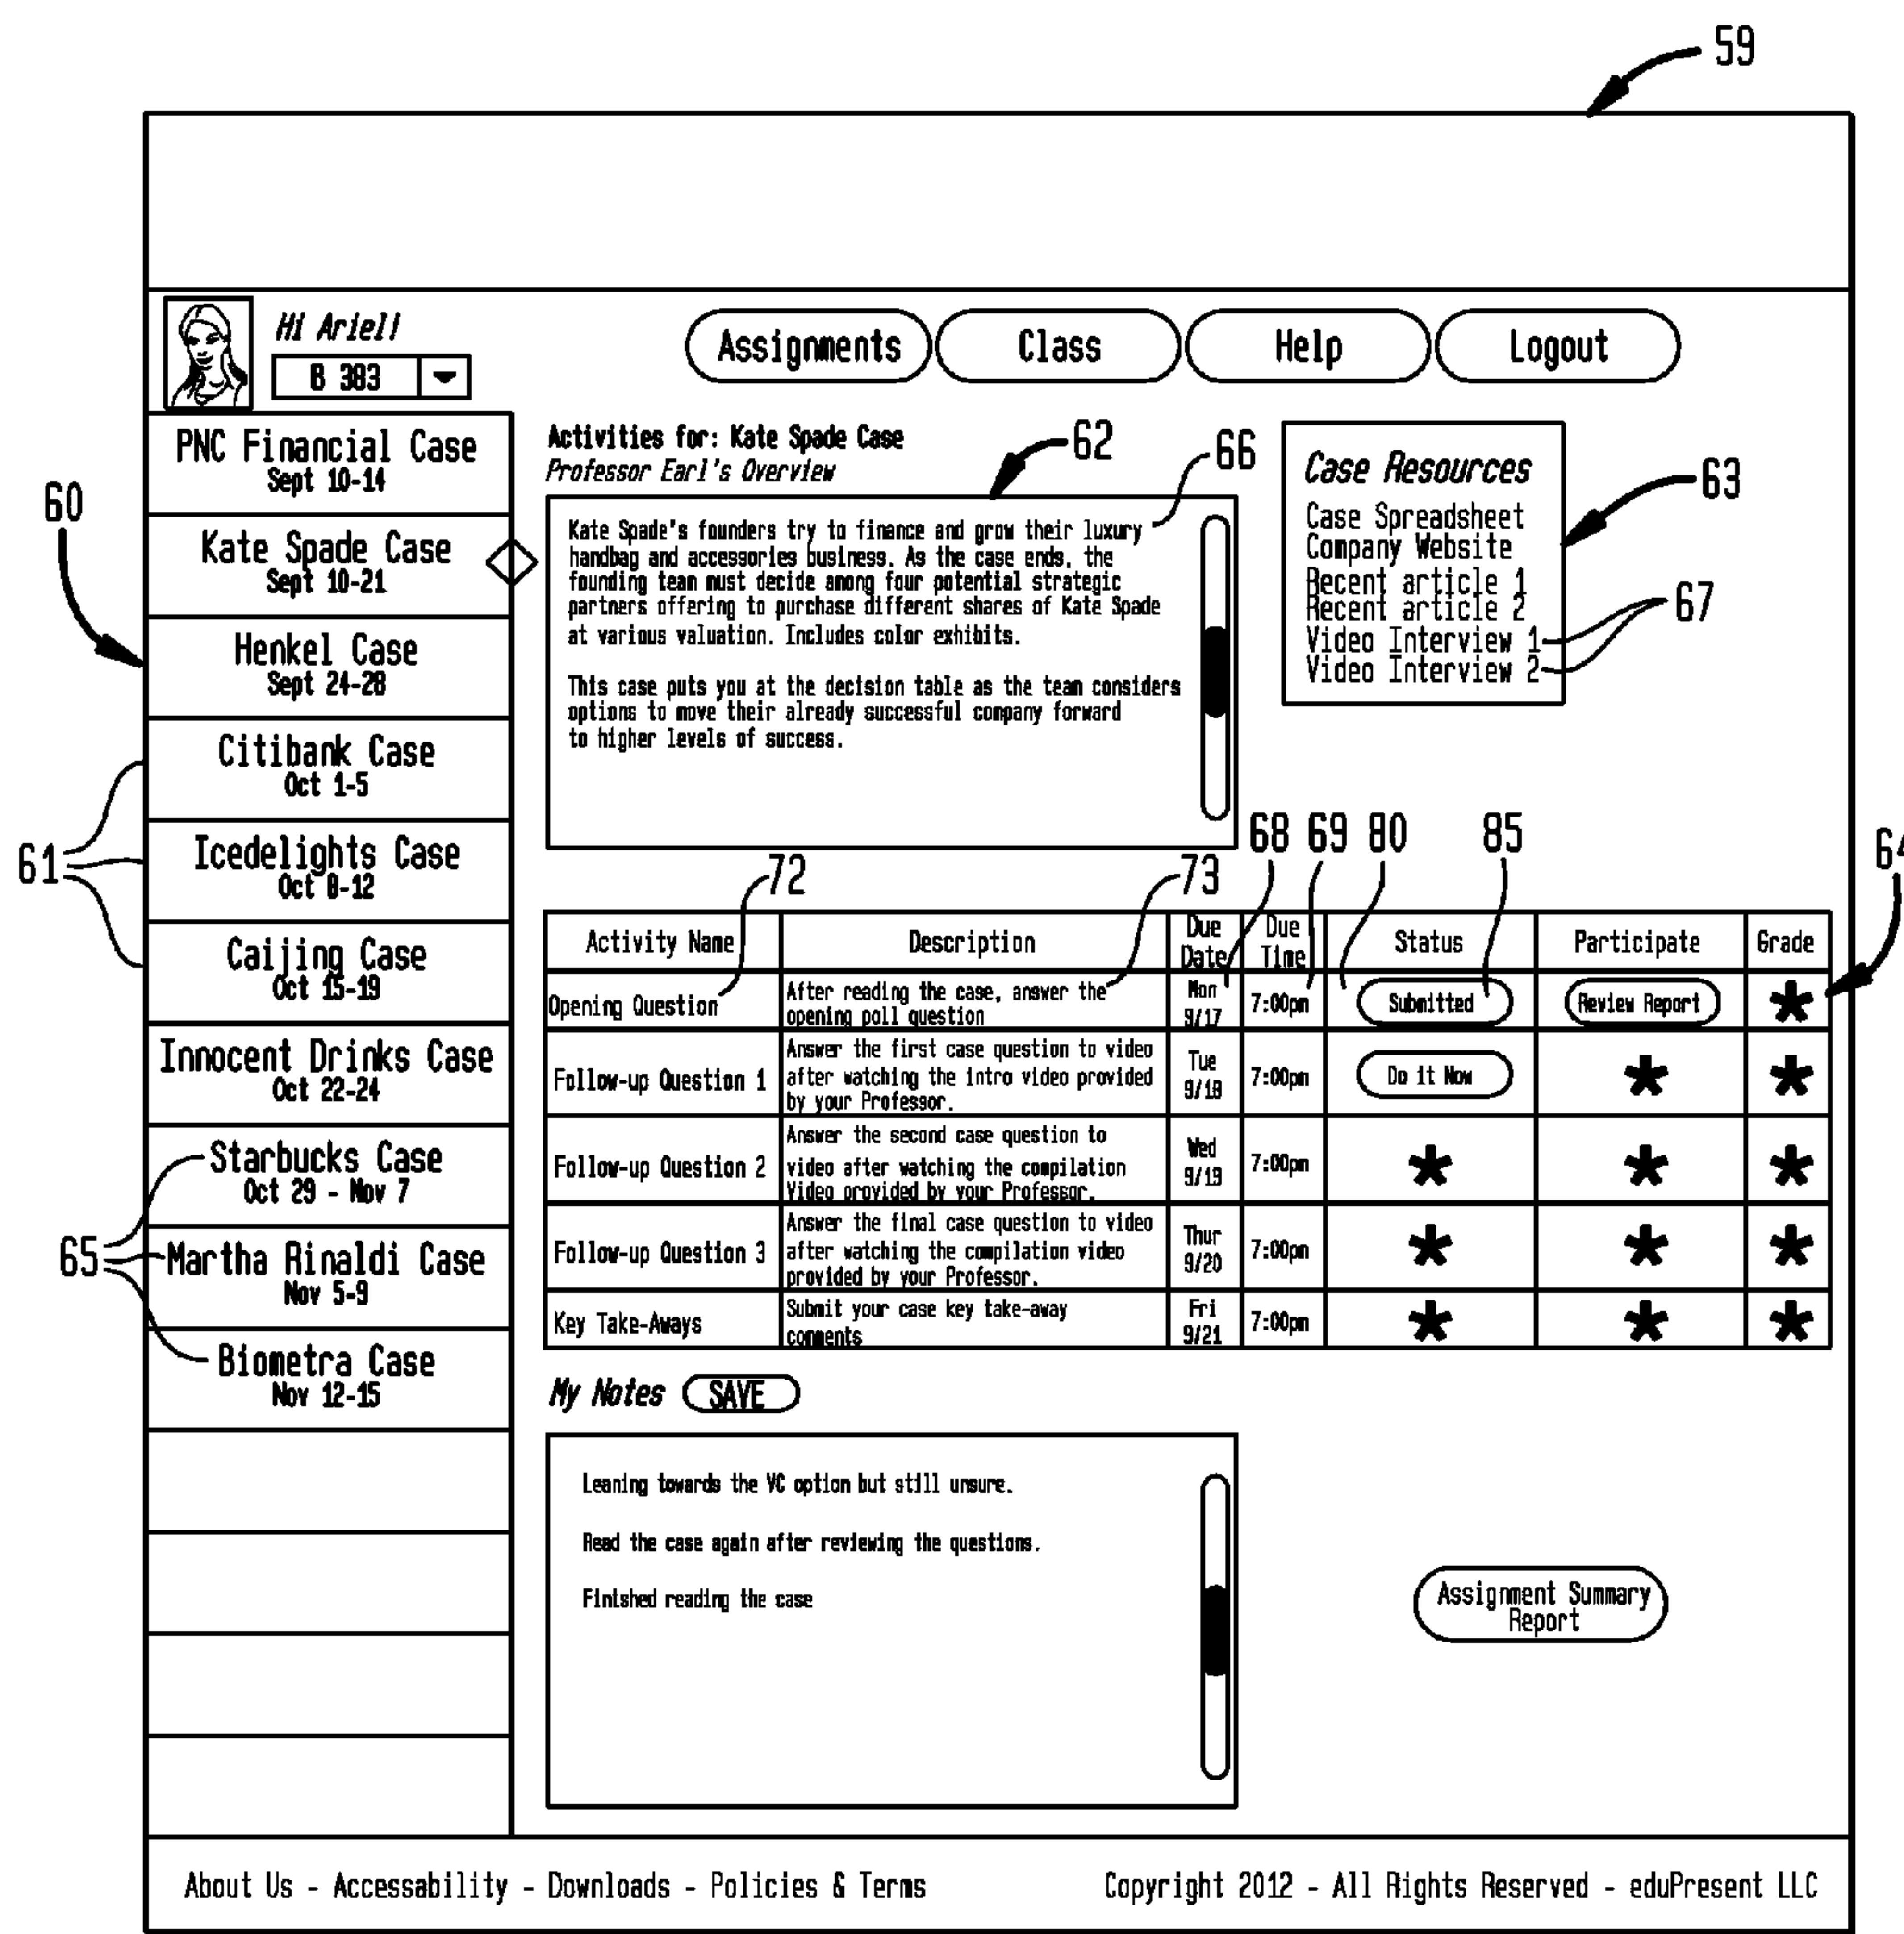 59
Hi Ariel!
B 383
Assignments
Class
Help
Logout
60
61
65
PNC Financial Case
Sept 10-14
Kate Spade Case
Sept 10-21
Henkel Case
Sept 24-28
Citibank Case
Oct 1-5
Icedelights Case
Oct 8-12
Caijing Case
Oct 15-19
Innocent Drinks Case
Oct 22-24
Starbucks Case
Oct 29 - Nov 7
Martha Rinaldi Case
Nov 5-9
Biometra Case
Nov 12-15
Activities for: Kate Spade Case
Professor Earl's Overview
62
66
Kate Spade's founders try to finance and grow their luxury
handbag and accessories business. As the case ends, the
founding team must decide among four potential strategic
partners offering to purchase different shares of Kate Spade
at various valuation. Includes color exhibits.
This case puts you at the decision table as the team considers
options to move their already successful company forward
to higher levels of success.
Case Resources
Case Spreadsheet
Company Website
Recent article 1
Recent article 2
Video Interview 1
Video Interview 2
63
67
72
73
68 69 80 85
64
Activity Name Description Due Date Due Time Status Participate Grade
Opening Question
After reading the case, answer the
opening poll question
Mon
9/17
7:00pm
Submitted
Review Report
*
Follow-up Question 1
Answer the first case question to video
after watching the intro video provided
by your Professor.
Tue
9/18
7:00pm
Do it Now
* *
Follow-up Question 2
Answer the second case question to
video after watching the compilation
Video provided by your Professor.
Wed
9/19
7:00pm
* * *
Follow-up Question 3
Answer the final case question to video
after watching the compilation video
provided by your Professor.
Thur
9/20
7:00pm
* * *
Key Take-Aways
Submit your case key take-away
comments
Fri
9/21
7:00pm
* * *
My Notes
SAVE
Leaning towards the VC option but still unsure.
Read the case again after reviewing the questions.
Finished reading the case
Assignment Summary
Report
About Us - Accessability - Downloads - Policies & Terms
Copyright 2012 - All Rights Reserved - eduPresent LLC